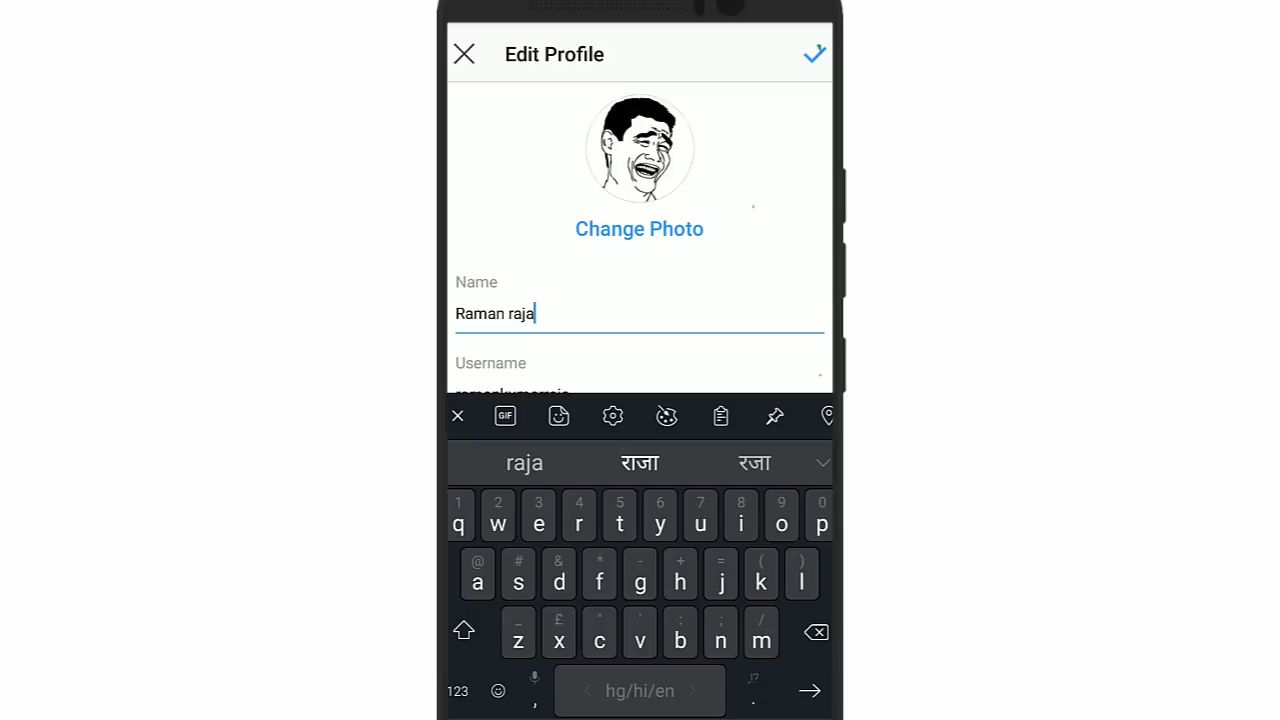 Edit Profile
Change Photo
Name
Raman raja
Username
GIF
raja राजा रजा
1 2 3 4 5 6 7 8 9 0
q w e r t y u i o p
@ # & * - + = ( )
a s d f g h j k l
_ £ " ' : ; /
z x c v b n m
,!?
123 , hg/hi/en .